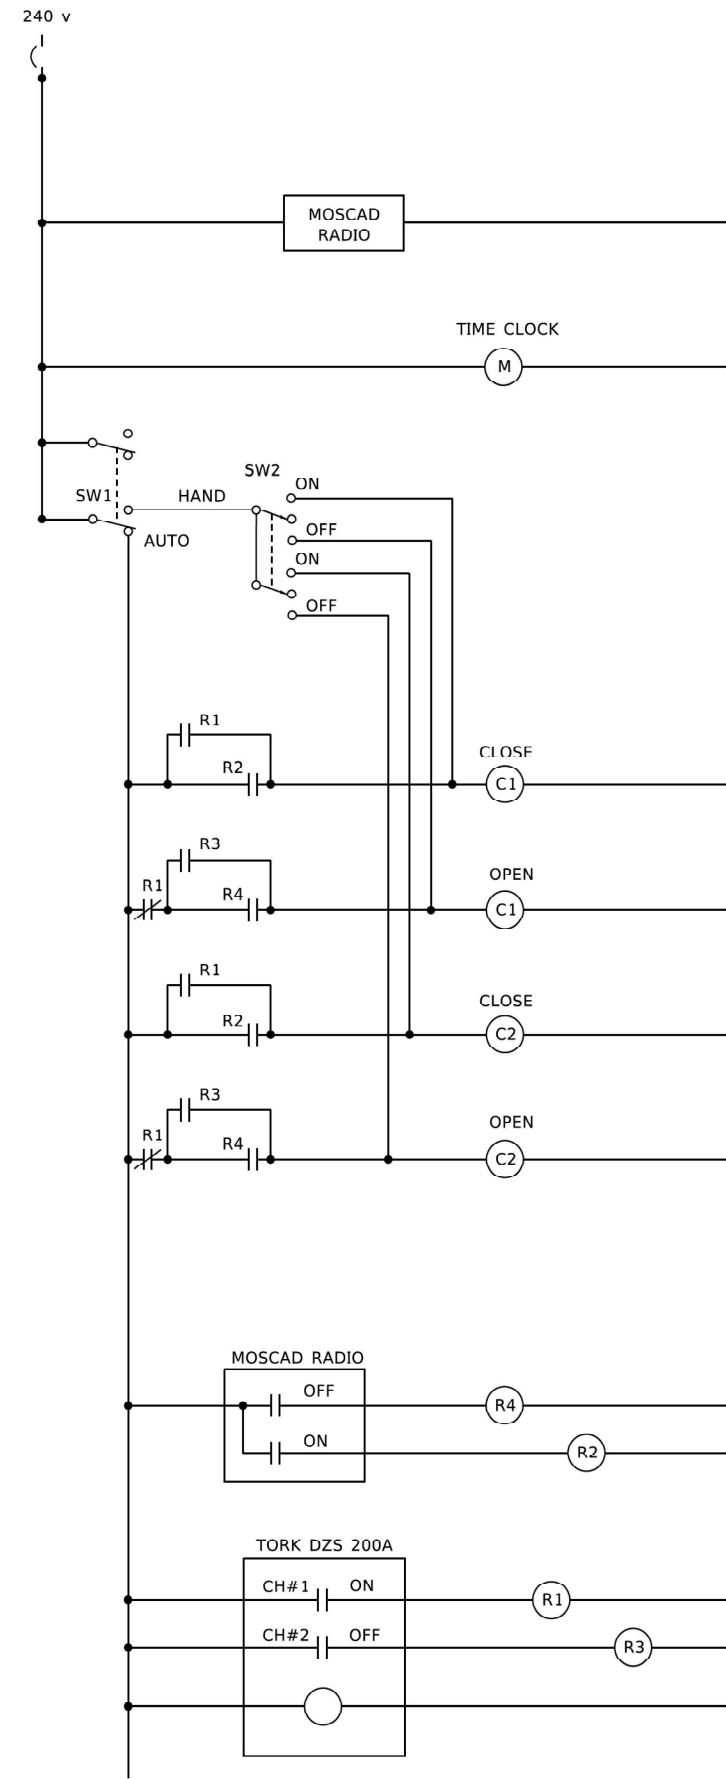 240 v
MOSCAD
RADIO
TIME CLOCK
M
SW2
ON
SW1
HAND
OFF
AUTO
ON
OFF
R1
CLOSE
R2
C1
R3
OPEN
R1
R4
C1
R1
CLOSE
R2
C2
R3
OPEN
R1
R4
C2
MOSCAD RADIO
OFF
R4
ON
R2
TORK DZS 200A
CH#1 ON
R1
CH#2 OFF
R3